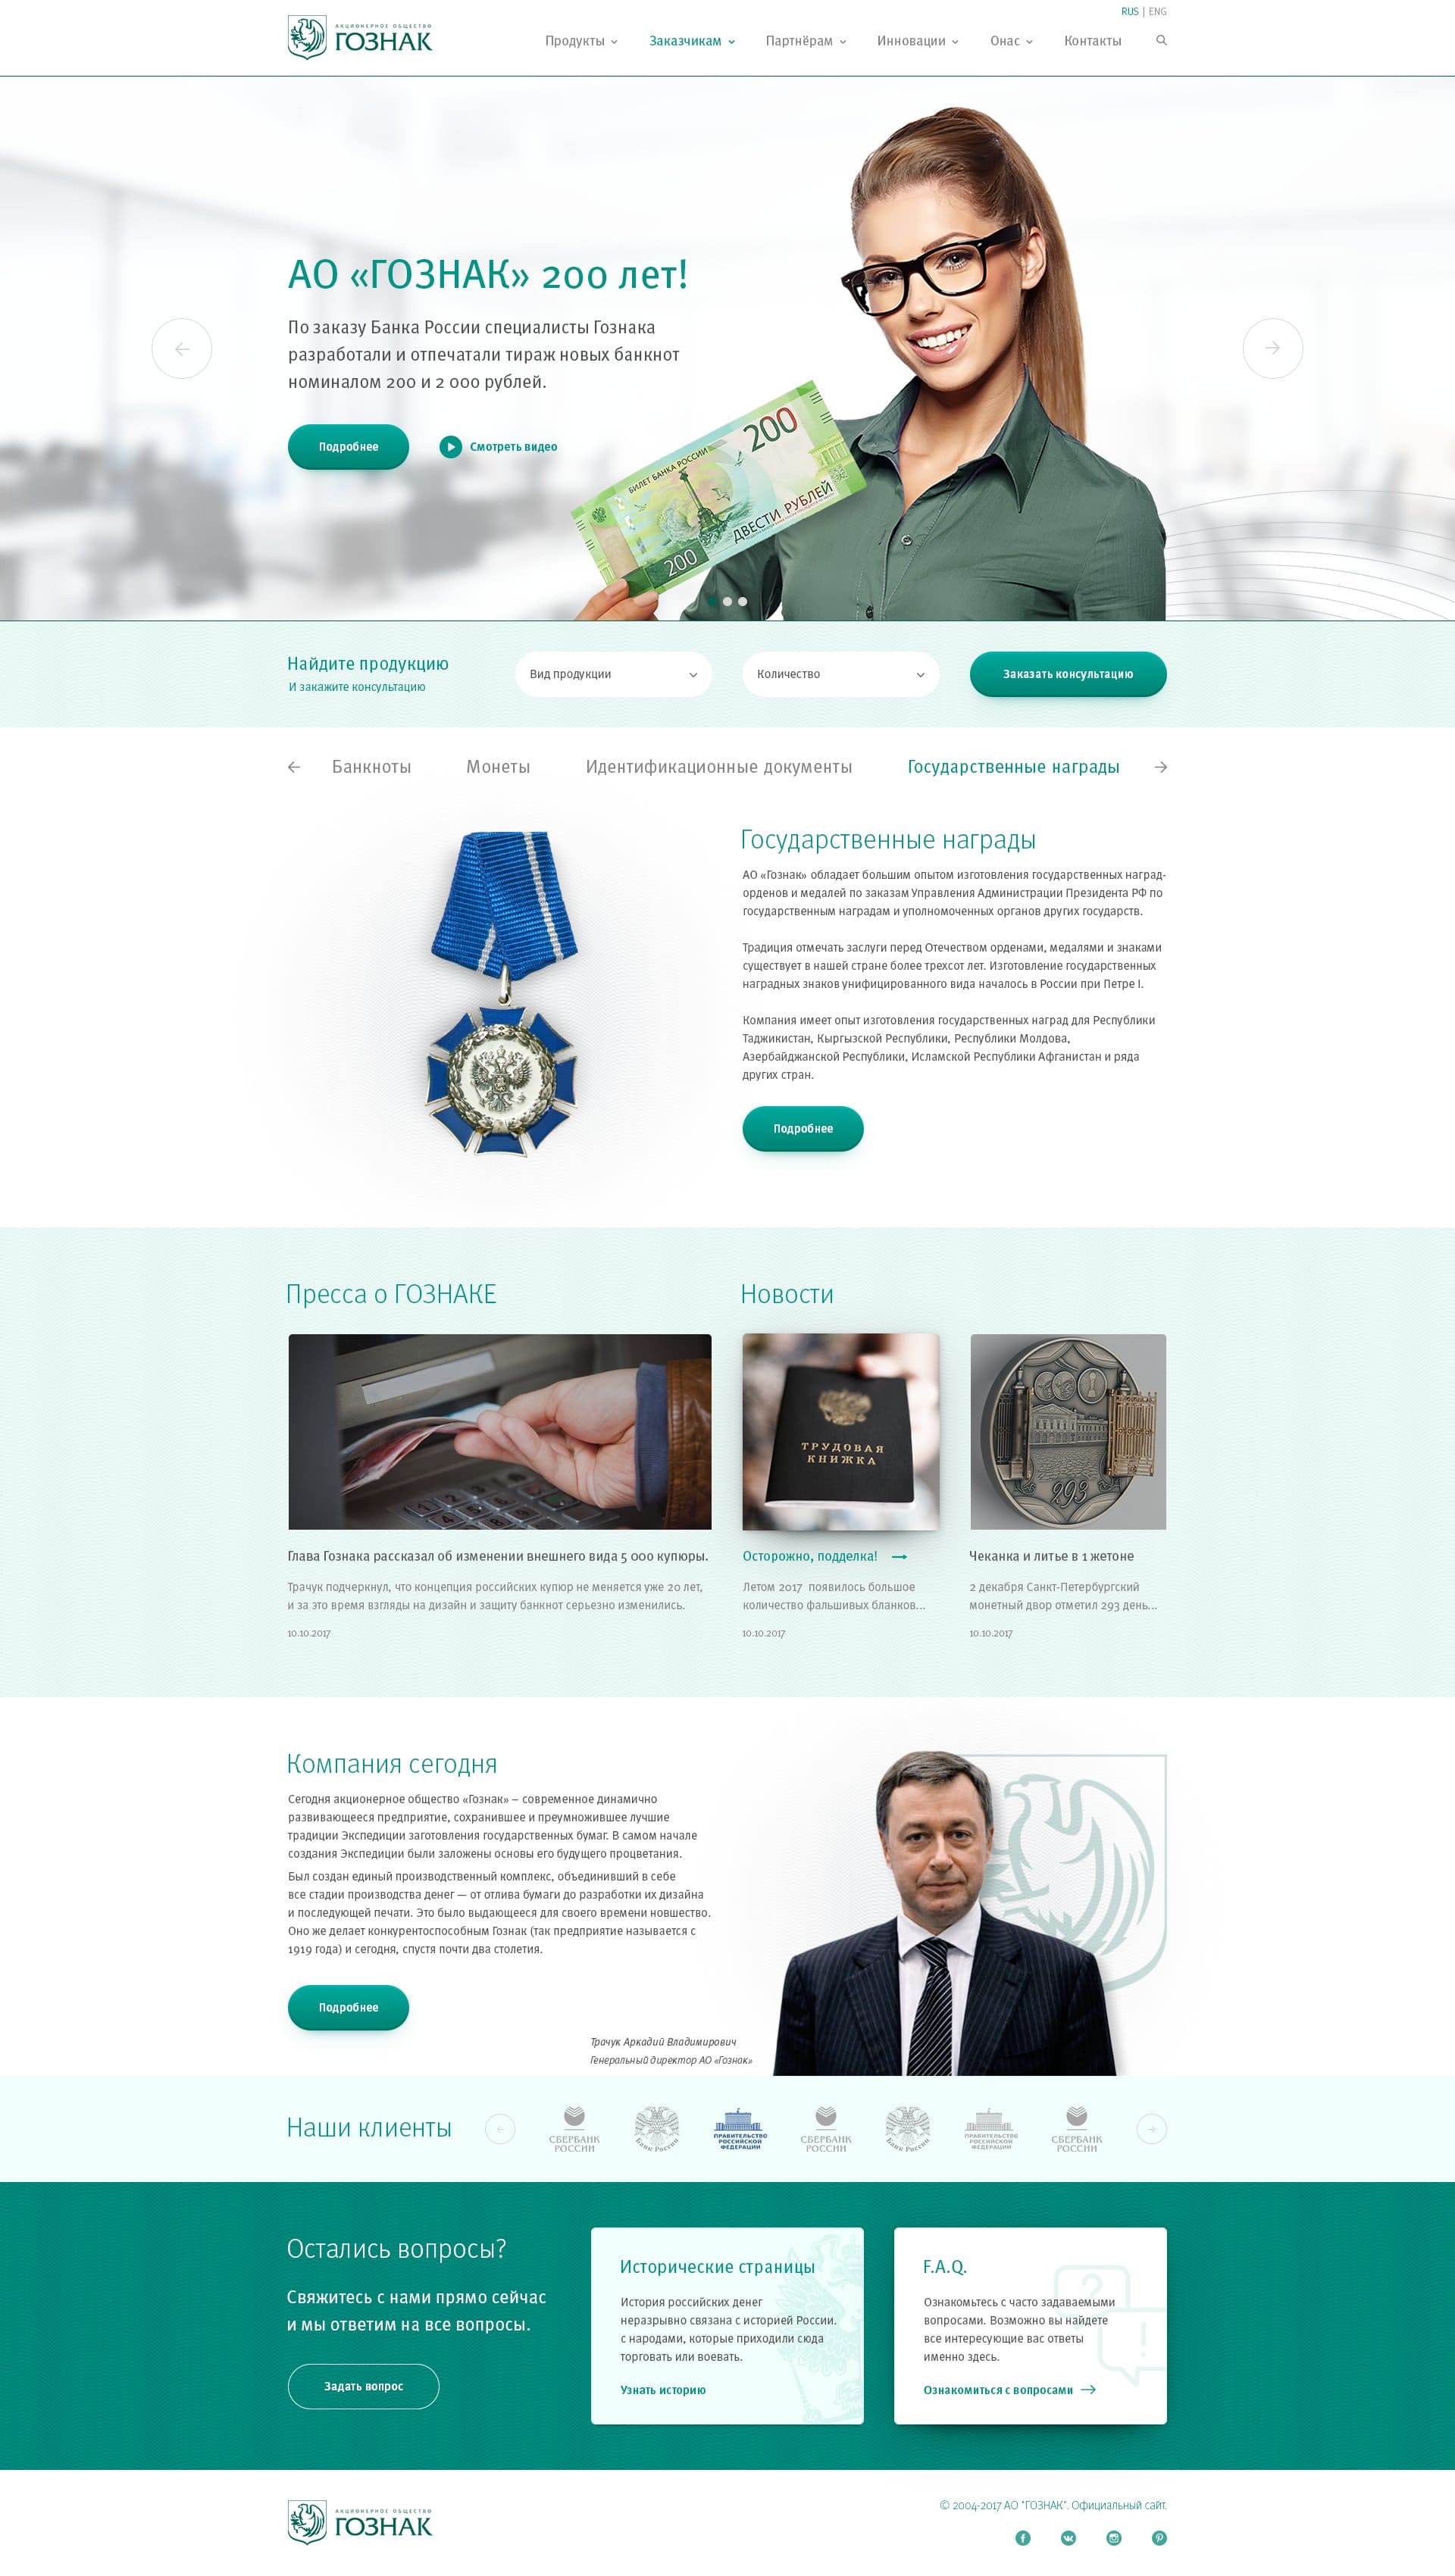 RUS | ENG
АКЦИОНЕРНОЕ ОБЩЕСТВО
ГОЗНАК
Продукты
Заказчикам
Партнёрам
Инновации
О нас
Контакты
АО «ГОЗНАК» 200 лет!
По заказу Банка России специалисты Гознака
разработали и отпечатали тираж новых банкнот
номиналом 200 и 2 000 рублей.
Подробнее
Смотреть видео
200
БИЛЕТ БАНКА РОССИИ
ДВЕСТИ РУБЛЕЙ
200
Найдите продукцию
И закажите консультацию
Вид продукции
Количество
Заказать консультацию
Банкноты
Монеты
Идентификационные документы
Государственные награды
Государственные награды
АО «Гознак» обладает большим опытом изготовления государственных наград-
орденов и медалей по заказам Управления Администрации Президента РФ по
государственным наградам и уполномоченных органов других государств.
Традиция отмечать заслуги перед Отечеством орденами, медалями и знаками
существует в нашей стране более трехсот лет. Изготовление государственных
наградных знаков унифицированного вида началось в России при Петре I.
Компания имеет опыт изготовления государственных наград для Республики
Таджикистан, Кыргызской Республики, Республики Молдова,
Азербайджанской Республики, Исламской Республики Афганистан и ряда
других стран.
Подробнее
Пресса о ГОЗНАКЕ
Глава Гознака рассказал об изменении внешнего вида 5 000 купюры.
Трачук подчеркнул, что концепция российских купюр не меняется уже 20 лет,
и за это время взгляды на дизайн и защиту банкнот серьезно изменились.
10.10.2017
Новости
ТРУДОВАЯ
КНИЖКА
Осторожно, подделка!
Летом 2017 появилось большое
количество фальшивых бланков...
10.10.2017
293
Чеканка и литье в 1 жетоне
2 декабря Санкт-Петербургский
монетный двор отметил 293 день...
10.10.2017
Компания сегодня
Сегодня акционерное общество «Гознак» – современное динамично
развивающееся предприятие, сохранившее и преумножившее лучшие
традиции Экспедиции заготовления государственных бумаг. В самом начале
создания Экспедиции были заложены основы его будущего процветания.
Был создан единый производственный комплекс, объединивший в себе
все стадии производства денег — от отлива бумаги до разработки их дизайна
и последующей печати. Это было выдающееся для своего времени новшество.
Оно же делает конкурентоспособным Гознак (так предприятие называется с
1919 года) и сегодня, спустя почти два столетия.
Подробнее
Трачук Аркадий Владимирович
Генеральный директор АО «Гознак»
Наши клиенты
СБЕРБАНК
РОССИИ
Банк России
ПРАВИТЕЛЬСТВО
РОССИЙСКОЙ
ФЕДЕРАЦИИ
СБЕРБАНК
РОССИИ
Банк России
ПРАВИТЕЛЬСТВО
РОССИЙСКОЙ
ФЕДЕРАЦИИ
СБЕРБАНК
РОССИИ
Остались вопросы?
Свяжитесь с нами прямо сейчас
и мы ответим на все вопросы.
Задать вопрос
Исторические страницы
История российских денег
неразрывно связана с историей России.
с народами, которые приходили сюда
торговать или воевать.
Узнать историю
F.A.Q.
Ознакомьтесь с часто задаваемыми
вопросами. Возможно вы найдете
все интересующие вас ответы
именно здесь.
Ознакомиться с вопросами
АКЦИОНЕРНОЕ ОБЩЕСТВО
ГОЗНАК
© 2004-2017 АО "ГОЗНАК". Официальный сайт.